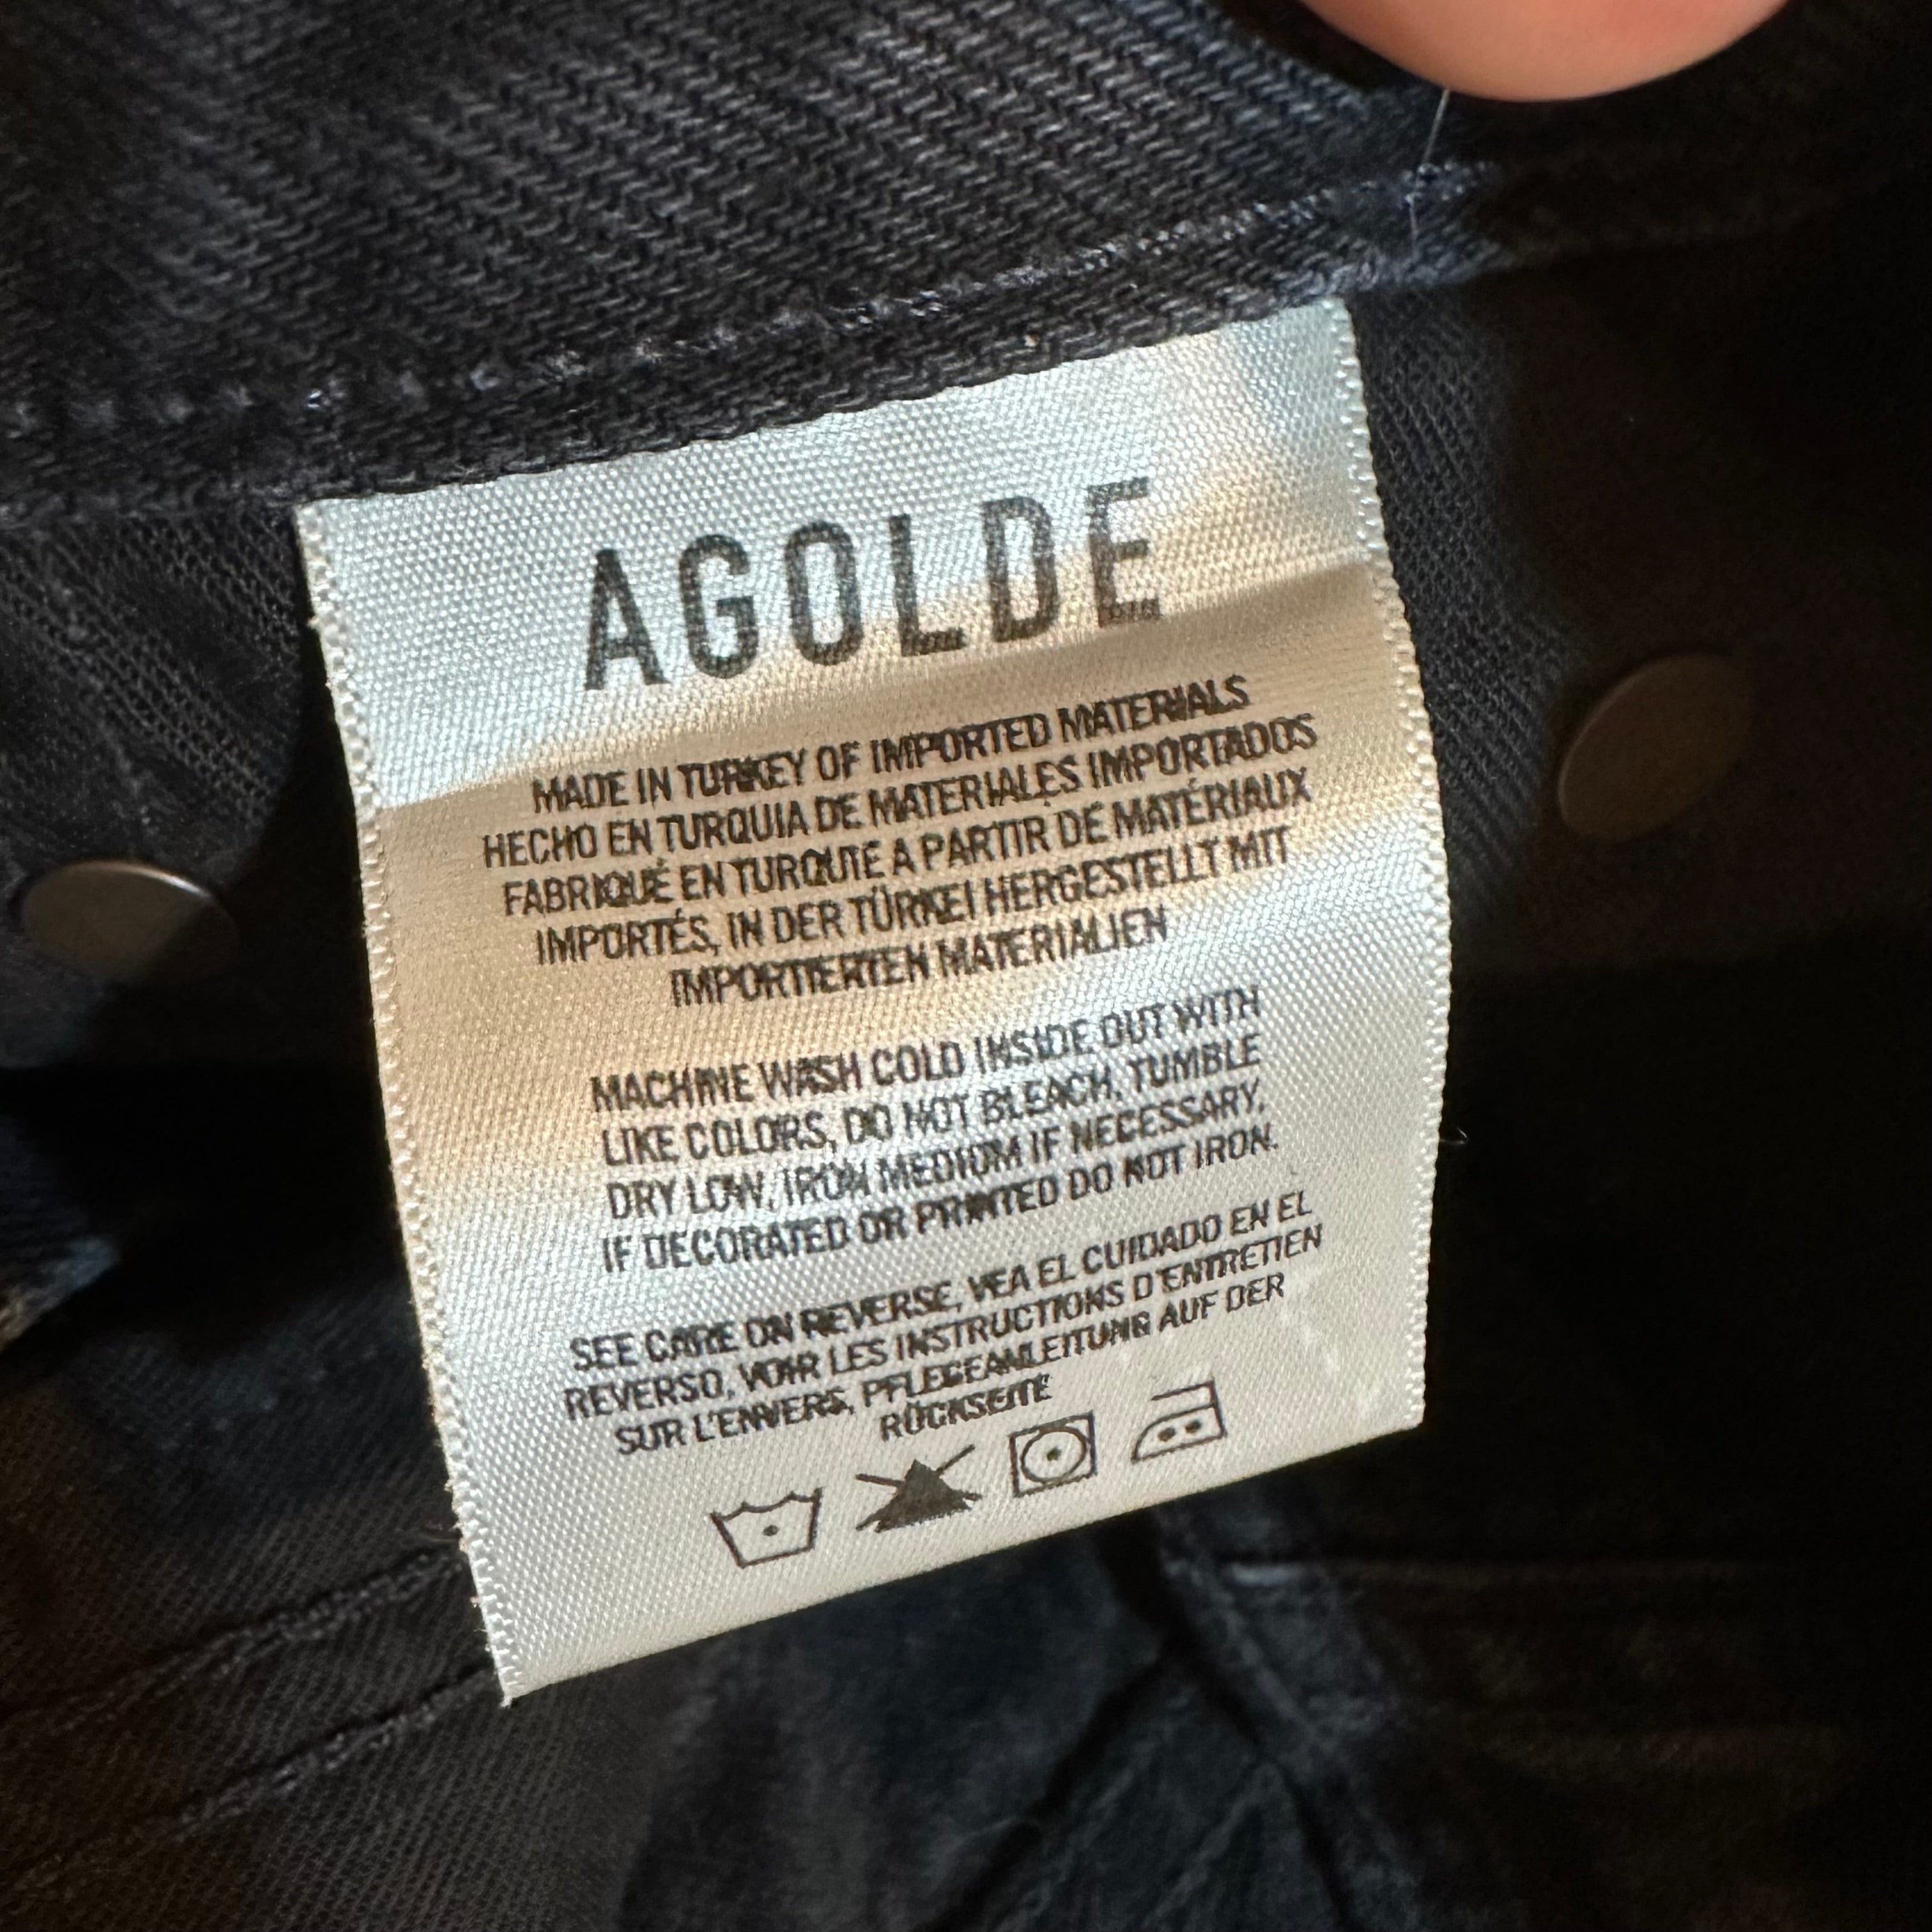 AGOLDE
MADE IN TURKEY OF IMPORTED MATERIALS
HECHO EN TURQUIA DE MATERIALES IMPORTADOS
FABRIQUÉ EN TURQUIE A PARTIR DE MATÉRIAUX
IMPORTÉS, IN DER TÜRKEI HERGESTELLT MIT
IMPORTIERTEN MATERIALIEN
MACHINE WASH COLD INSIDE OUT WITH
LIKE COLORS, DO NOT BLEACH, TUMBLE
DRY LOW, IRON MEDIUM IF NECESSARY,
IF DECORATED OR PRINTED DO NOT IRON.
SEE CARE ON REVERSE, VEA EL CUIDADO EN EL
REVERSO, VOIR LES INSTRUCTIONS D'ENTRETIEN
SUR L'ENVERS, PFLEGEANLEITUNG AUF DER
RÜCKSEITE